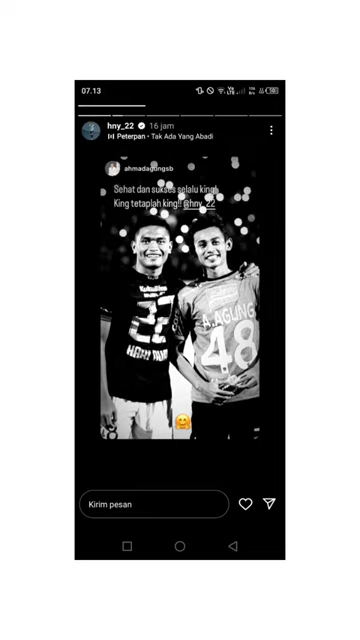 07.13
hny_22 16 jam
Peterpan • Tak Ada Yang Abadi
ahmadagungsb
Sehat dan sukses selalu king!
King tetaplah king!! @hny_22
22
A.AGUNG
48
Kirim pesan